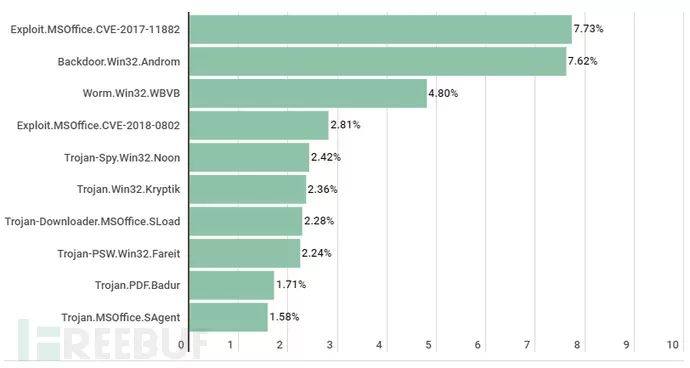 Exploit.MSOffice.CVE-2017-11882 7.73%
Backdoor.Win32.Androm 7.62%
Worm.Win32.WBVB 4.80%
Exploit.MSOffice.CVE-2018-0802 2.81%
Trojan-Spy.Win32.Noon 2.42%
Trojan.Win32.Kryptik 2.36%
Trojan-Downloader.MSOffice.SLoad 2.28%
Trojan-PSW.Win32.Fareit 2.24%
Trojan.PDF.Badur 1.71%
Trojan.MSOffice.SAgent 1.58%
0 1 2 3 4 5 6 7 8 9 10
FREEBUF